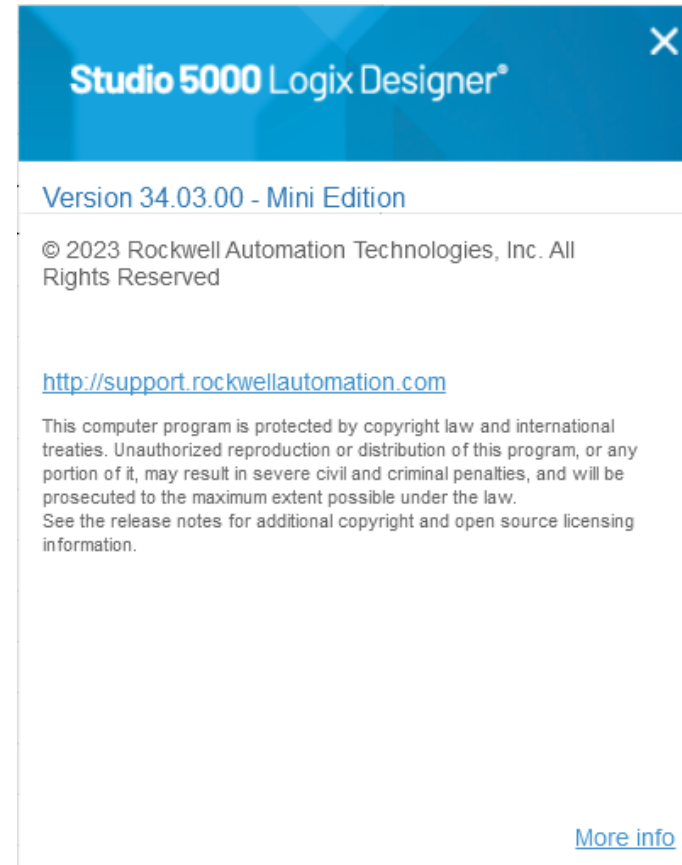 Studio 5000 Logix Designer®
Version 34.03.00 - Mini Edition
© 2023 Rockwell Automation Technologies, Inc. All
Rights Reserved
http://support.rockwellautomation.com
This computer program is protected by copyright law and international
treaties. Unauthorized reproduction or distribution of this program, or any
portion of it, may result in severe civil and criminal penalties, and will be
prosecuted to the maximum extent possible under the law.
See the release notes for additional copyright and open source licensing
information.
More info